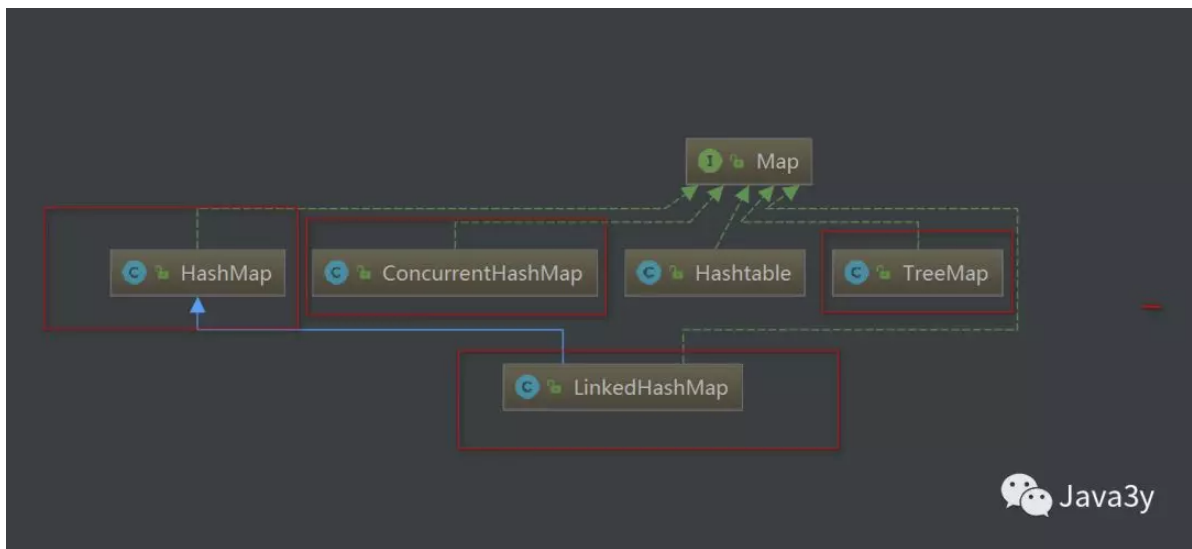 I Map
C HashMap
C ConcurrentHashMap
C Hashtable
C TreeMap
C LinkedHashMap
Java3y